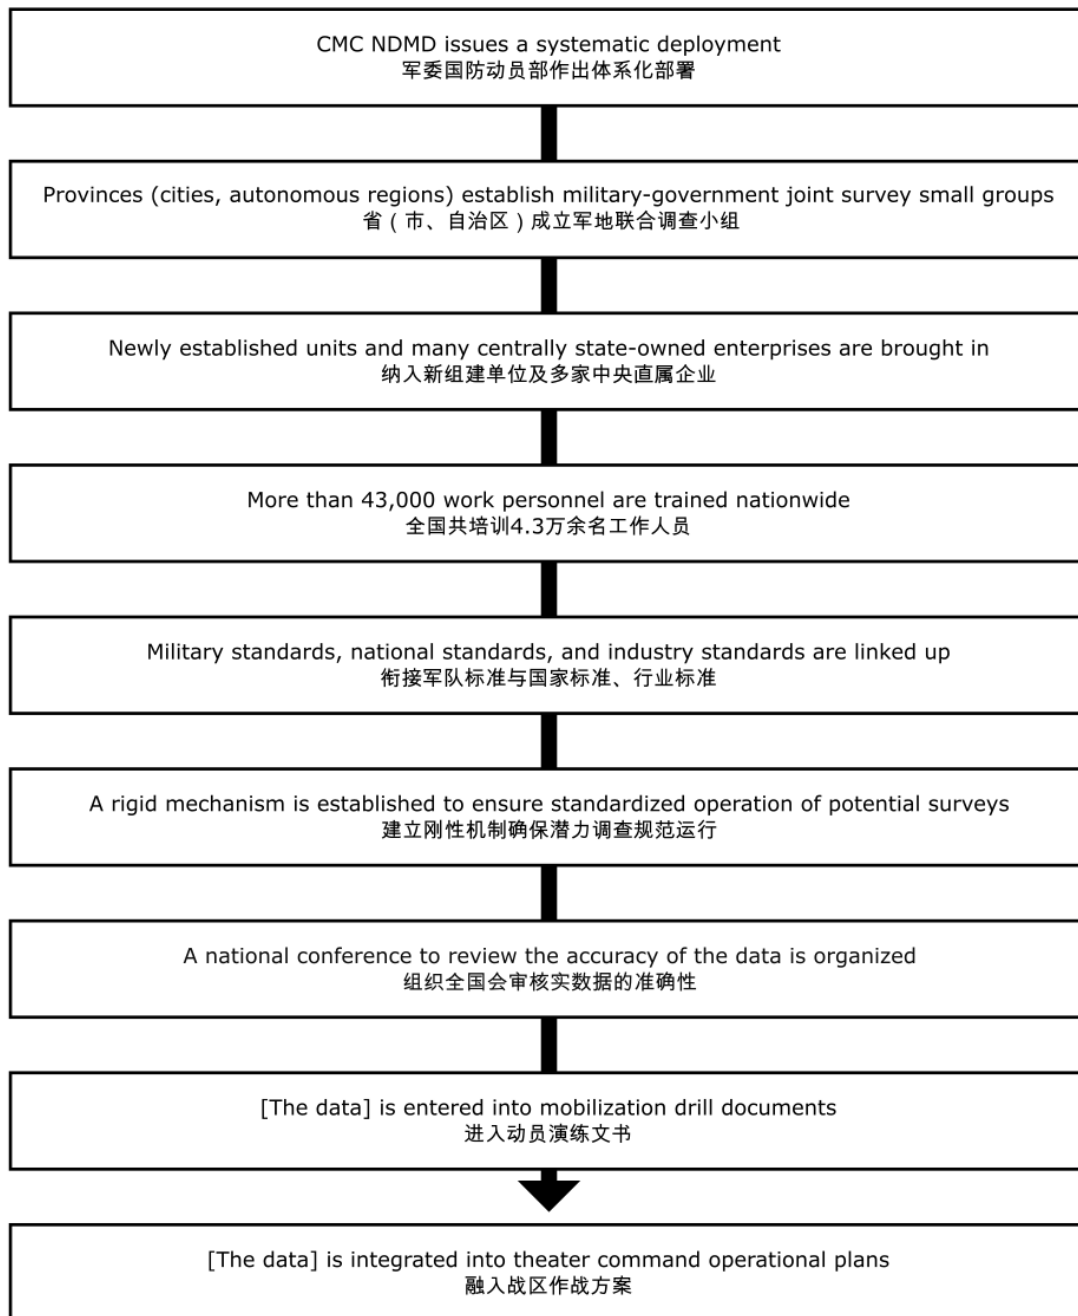 CMC NDMD issues a systematic deployment
军委国防动员部作出体系化部署
Provinces (cities, autonomous regions) establish military-government joint survey small groups
省（市、自治区）成立军地联合调查小组
Newly established units and many centrally state-owned enterprises are brought in
纳入新组建单位及多家中央直属企业
More than 43,000 work personnel are trained nationwide
全国共培训4.3万余名工作人员
Military standards, national standards, and industry standards are linked up
衔接军队标准与国家标准、行业标准
A rigid mechanism is established to ensure standardized operation of potential surveys
建立刚性机制确保潜力调查规范运行
A national conference to review the accuracy of the data is organized
组织全国会审核实数据的准确性
[The data] is entered into mobilization drill documents
进入动员演练文书
[The data] is integrated into theater command operational plans
融入战区作战方案